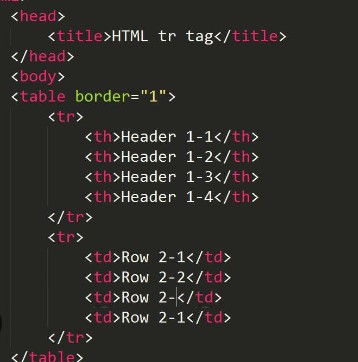 <head>
<title>HTML tr tag</title>
</head>
<body>
<table border="1">
<tr>
<th>Header 1-1</th>
<th>Header 1-2</th>
<th>Header 1-3</th>
<th>Header 1-4</th>
</tr>
<tr>
<td>Row 2-1</td>
<td>Row 2-2</td>
<td>Row 2-</td>
<td>Row 2-1</td>
</tr>
</table>